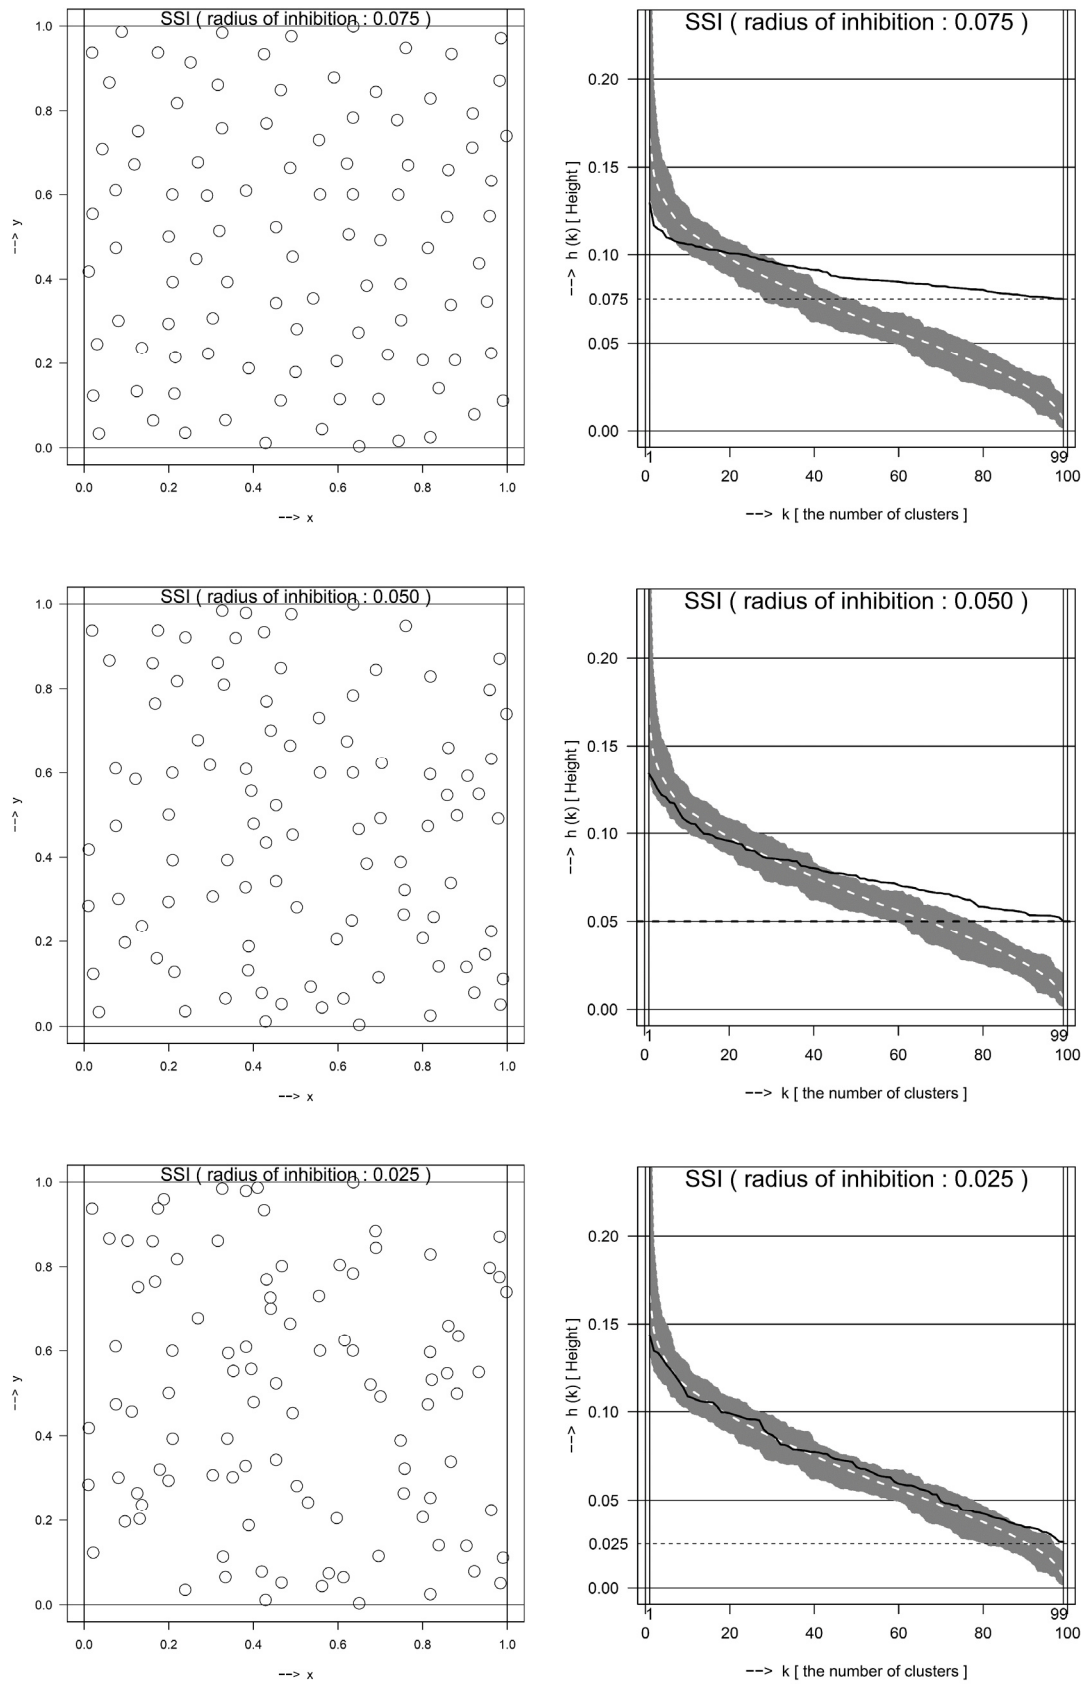 SSI ( radius of inhibition : 0.075 )
1.0
0.8
0.6
0.4
0.2
0.0
--> y
0.0 0.2 0.4 0.6 0.8 1.0
--> x
SSI ( radius of inhibition : 0.075 )
0.20
0.15
0.10
0.075
0.05
0.00
--> h (k) [ Height ]
1 99
0 20 40 60 80 100
--> k [ the number of clusters ]
SSI ( radius of inhibition : 0.050 )
1.0
0.8
0.6
0.4
0.2
0.0
--> y
0.0 0.2 0.4 0.6 0.8 1.0
--> x
SSI ( radius of inhibition : 0.050 )
0.20
0.15
0.10
0.05
0.00
--> h (k) [ Height ]
1 99
0 20 40 60 80 100
--> k [ the number of clusters ]
SSI ( radius of inhibition : 0.025 )
1.0
0.8
0.6
0.4
0.2
0.0
--> y
0.0 0.2 0.4 0.6 0.8 1.0
--> x
SSI ( radius of inhibition : 0.025 )
0.20
0.15
0.10
0.05
0.025
0.00
--> h (k) [ Height ]
1 99
0 20 40 60 80 100
--> k [ the number of clusters ]